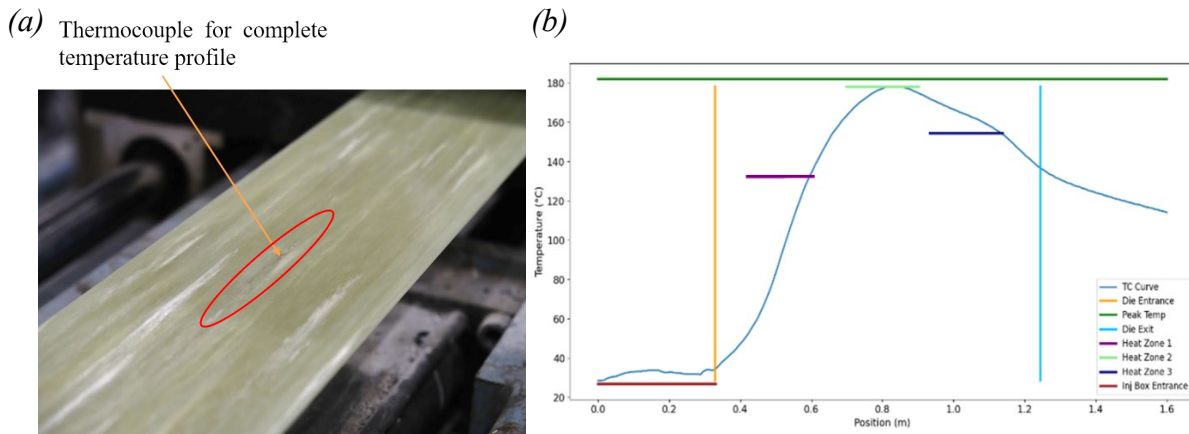 (a) Thermocouple for complete
temperature profile
(b)
180
160
140
120
100
80
60
40
20
Temperature (°C)
0.0 0.2 0.4 0.6 0.8 1.0 1.2 1.4 1.6
Position (m)
TC Curve
Die Entrance
Peak Temp
Die Exit
Heat Zone 1
Heat Zone 2
Heat Zone 3
Inj Box Entrance